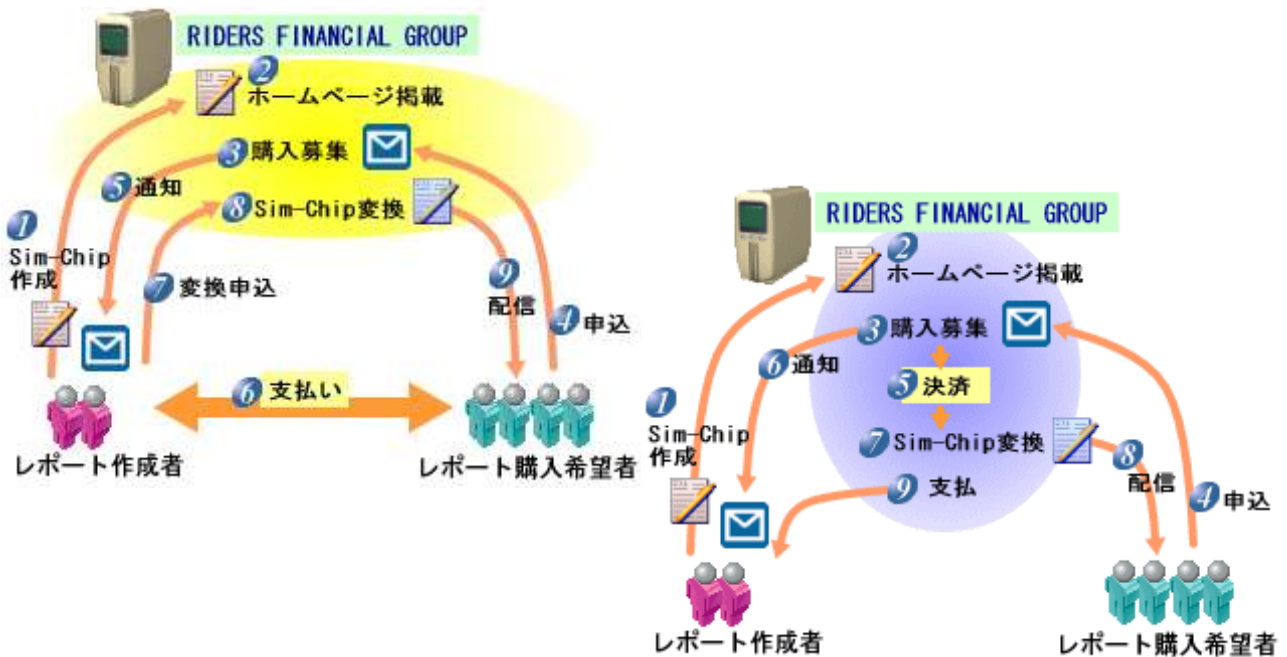 RIDERS FINANCIAL GROUP
2 ホームページ掲載
3 購入募集
5 通知
8 Sim-Chip変換
1
Sim-Chip
作成
7 変換申込
9
配信
4 申込
6 支払い
レポート作成者
レポート購入希望者
RIDERS FINANCIAL GROUP
2
ホームページ掲載
3 購入募集
6 通知
5 決済
1
Sim-Chip
作成
7 Sim-Chip変換
8
配信
9 支払
4 申込
レポート作成者
レポート購入希望者